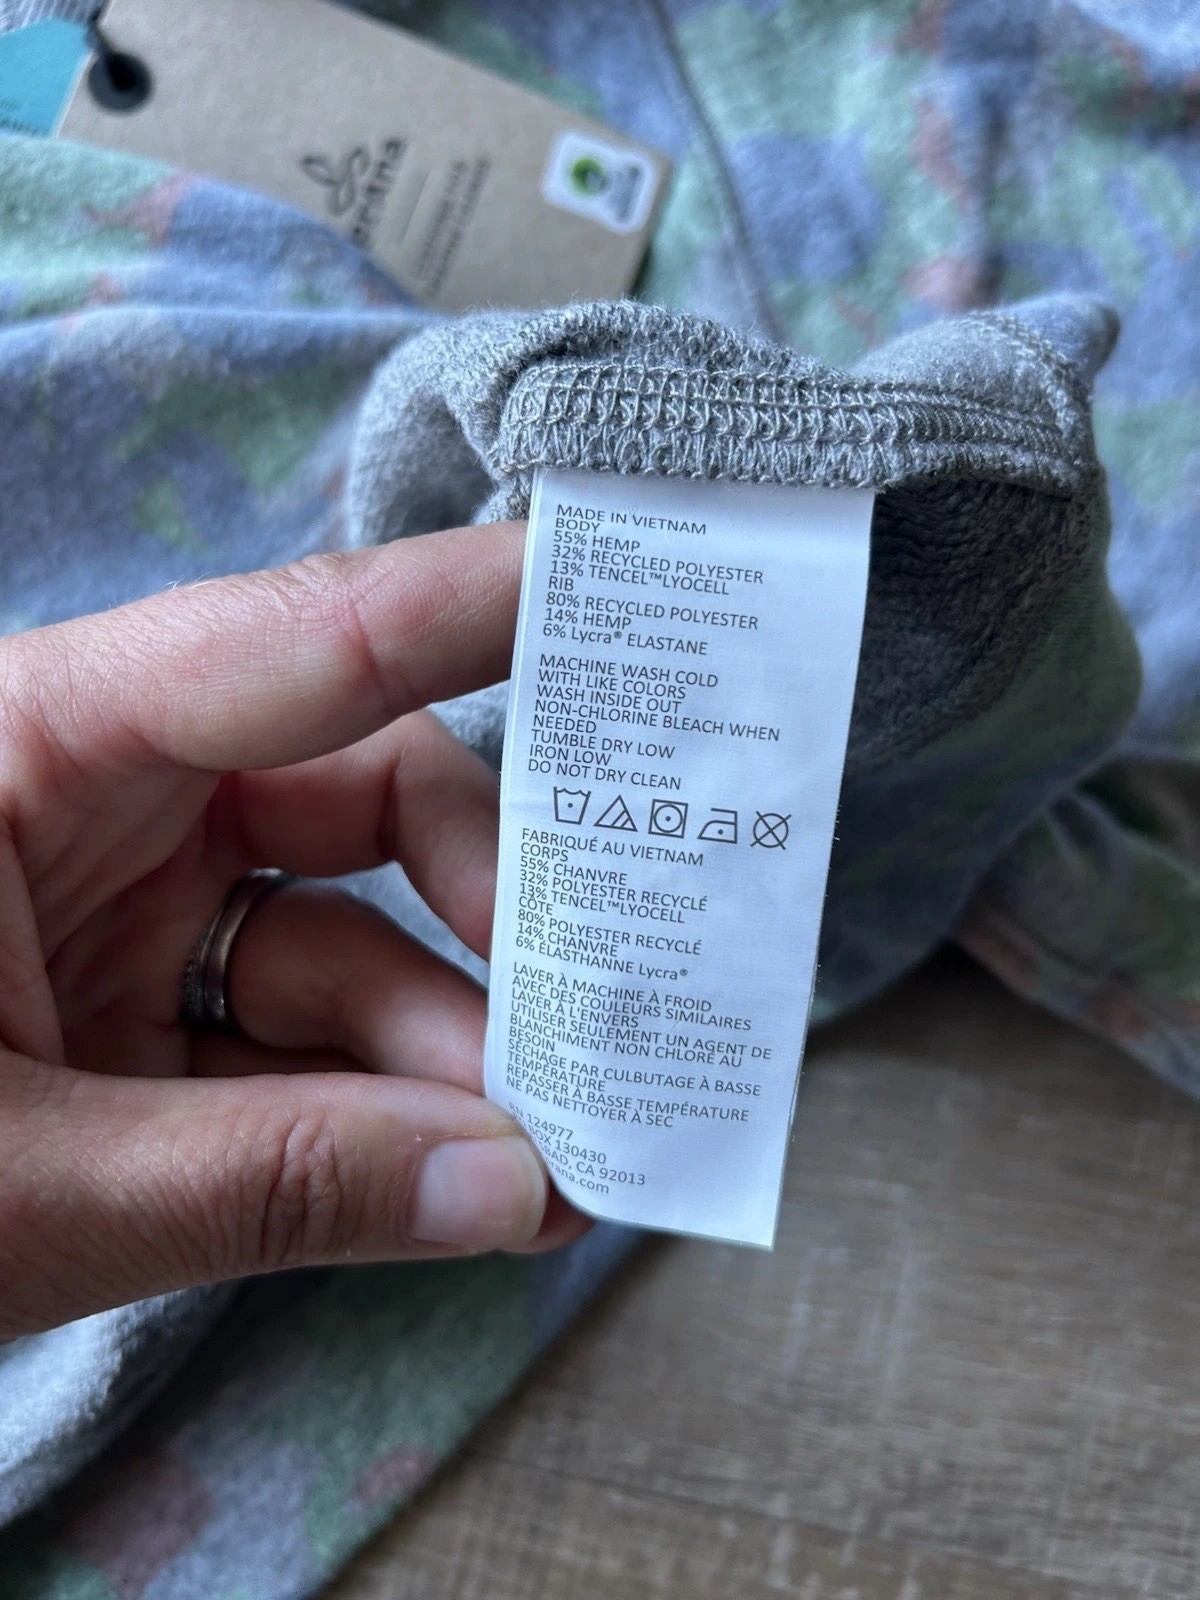 MADE IN VIETNAM
BODY
55% HEMP
32% RECYCLED POLYESTER
13% TENCEL™LYOCELL
RIB
80% RECYCLED POLYESTER
14% HEMP
6% Lycra® ELASTANE
MACHINE WASH COLD
WITH LIKE COLORS
WASH INSIDE OUT
NON-CHLORINE BLEACH WHEN
NEEDED
TUMBLE DRY LOW
IRON LOW
DO NOT DRY CLEAN
FABRIQUÉ AU VIETNAM
CORPS
55% CHANVRE
32% POLYESTER RECYCLÉ
13% TENCEL™LYOCELL
CÔTE
80% POLYESTER RECYCLÉ
14% CHANVRE
6% ÉLASTHANNE Lycra®
LAVER À MACHINE À FROID
AVEC DES COULEURS SIMILAIRES
LAVER À L'ENVERS
UTILISER SEULEMENT UN AGENT DE
BLANCHIMENT NON CHLORÉ AU
BESOIN
SÉCHAGE PAR CULBUTAGE À BASSE
TEMPÉRATURE
REPASSER À BASSE TEMPÉRATURE
NE PAS NETTOYER À SEC
RN 124977
BOX 130430
CA 92013